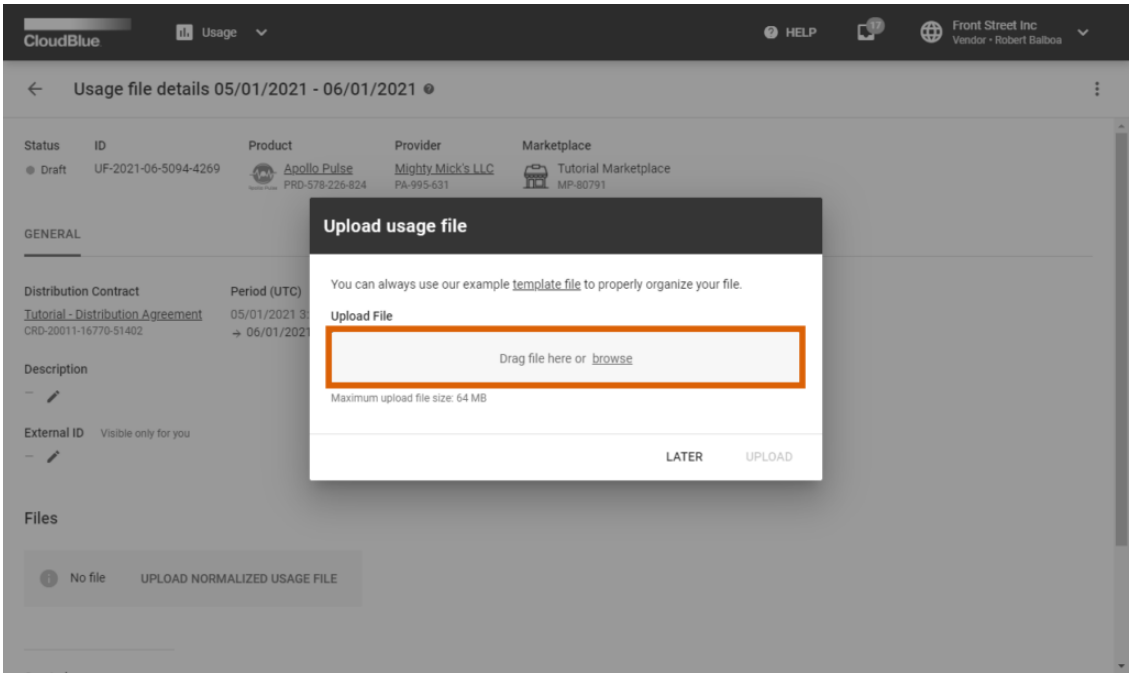 CloudBlue
Usage
HELP
17
Front Street Inc
Vendor • Robert Balboa
Usage file details 05/01/2021 - 06/01/2021
Status
ID
Product
Provider
Marketplace
Draft
UF-2021-06-5094-4269
Apollo Pulse
PRD-578-226-824
Mighty Mick's LLC
PA-995-631
Tutorial Marketplace
MP-80791
GENERAL
Upload usage file
You can always use our example template file to properly organize your file.
Upload File
Drag file here or browse
Maximum upload file size: 64 MB
LATER
UPLOAD
Distribution Contract
Tutorial - Distribution Agreement
CRD-20011-16770-51402
Period (UTC)
05/01/2021 3:
→ 06/01/2021
Description
–
External ID
Visible only for you
–
Files
No file
UPLOAD NORMALIZED USAGE FILE